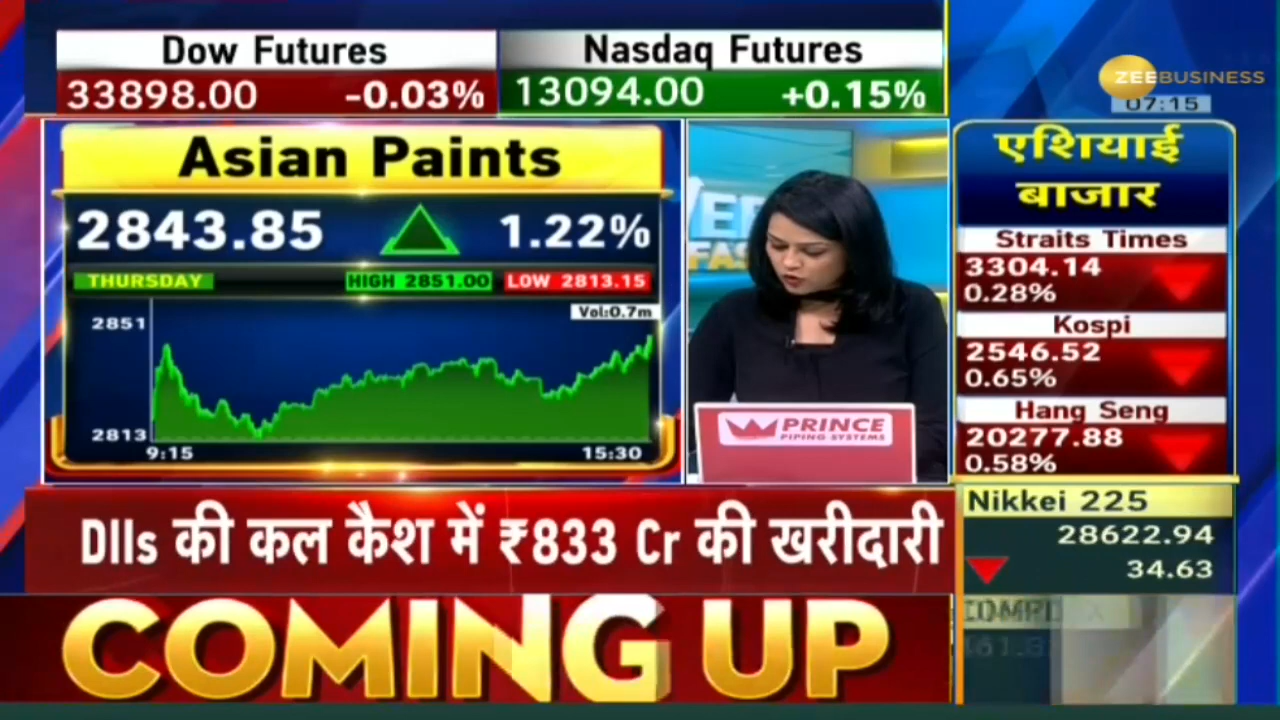 Dow Futures
33898.00 -0.03%
Nasdaq Futures
13094.00 +0.15%
ZEEBUSINESS
07:15
Asian Paints
2843.85 1.22%
THURSDAY HIGH 2851.00 LOW 2813.15
Vol:0.7m
2851
2813
9:15 15:30
PRINCE
PIPING SYSTEMS
एशियाई
बाजार
Straits Times
3304.14
0.28%
Kospi
2546.52
0.65%
Hang Seng
20277.88
0.58%
Nikkei 225
28622.94
34.63
DIIs की कल कैश में ₹833 Cr की खरीदारी
COMING UP